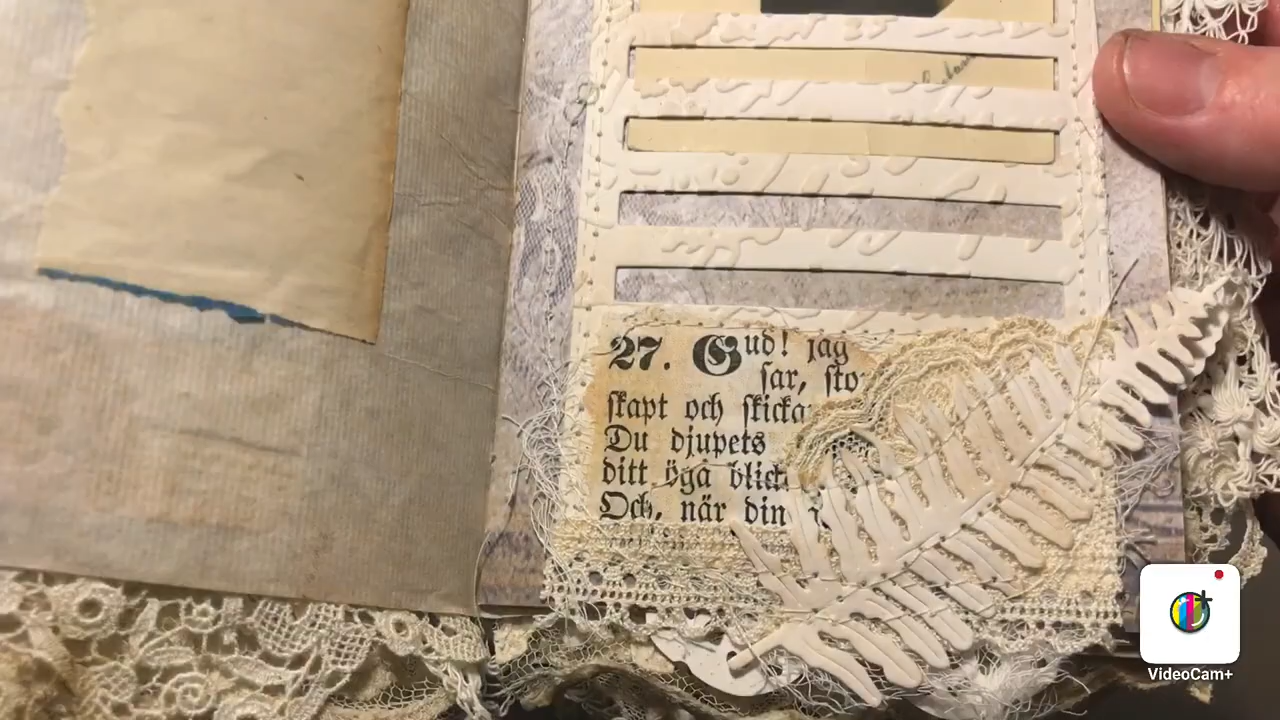 27. Gud! jag
sar, sto
skapt och skicka
Du djupets
ditt öga blick
Och, när din
VideoCam+